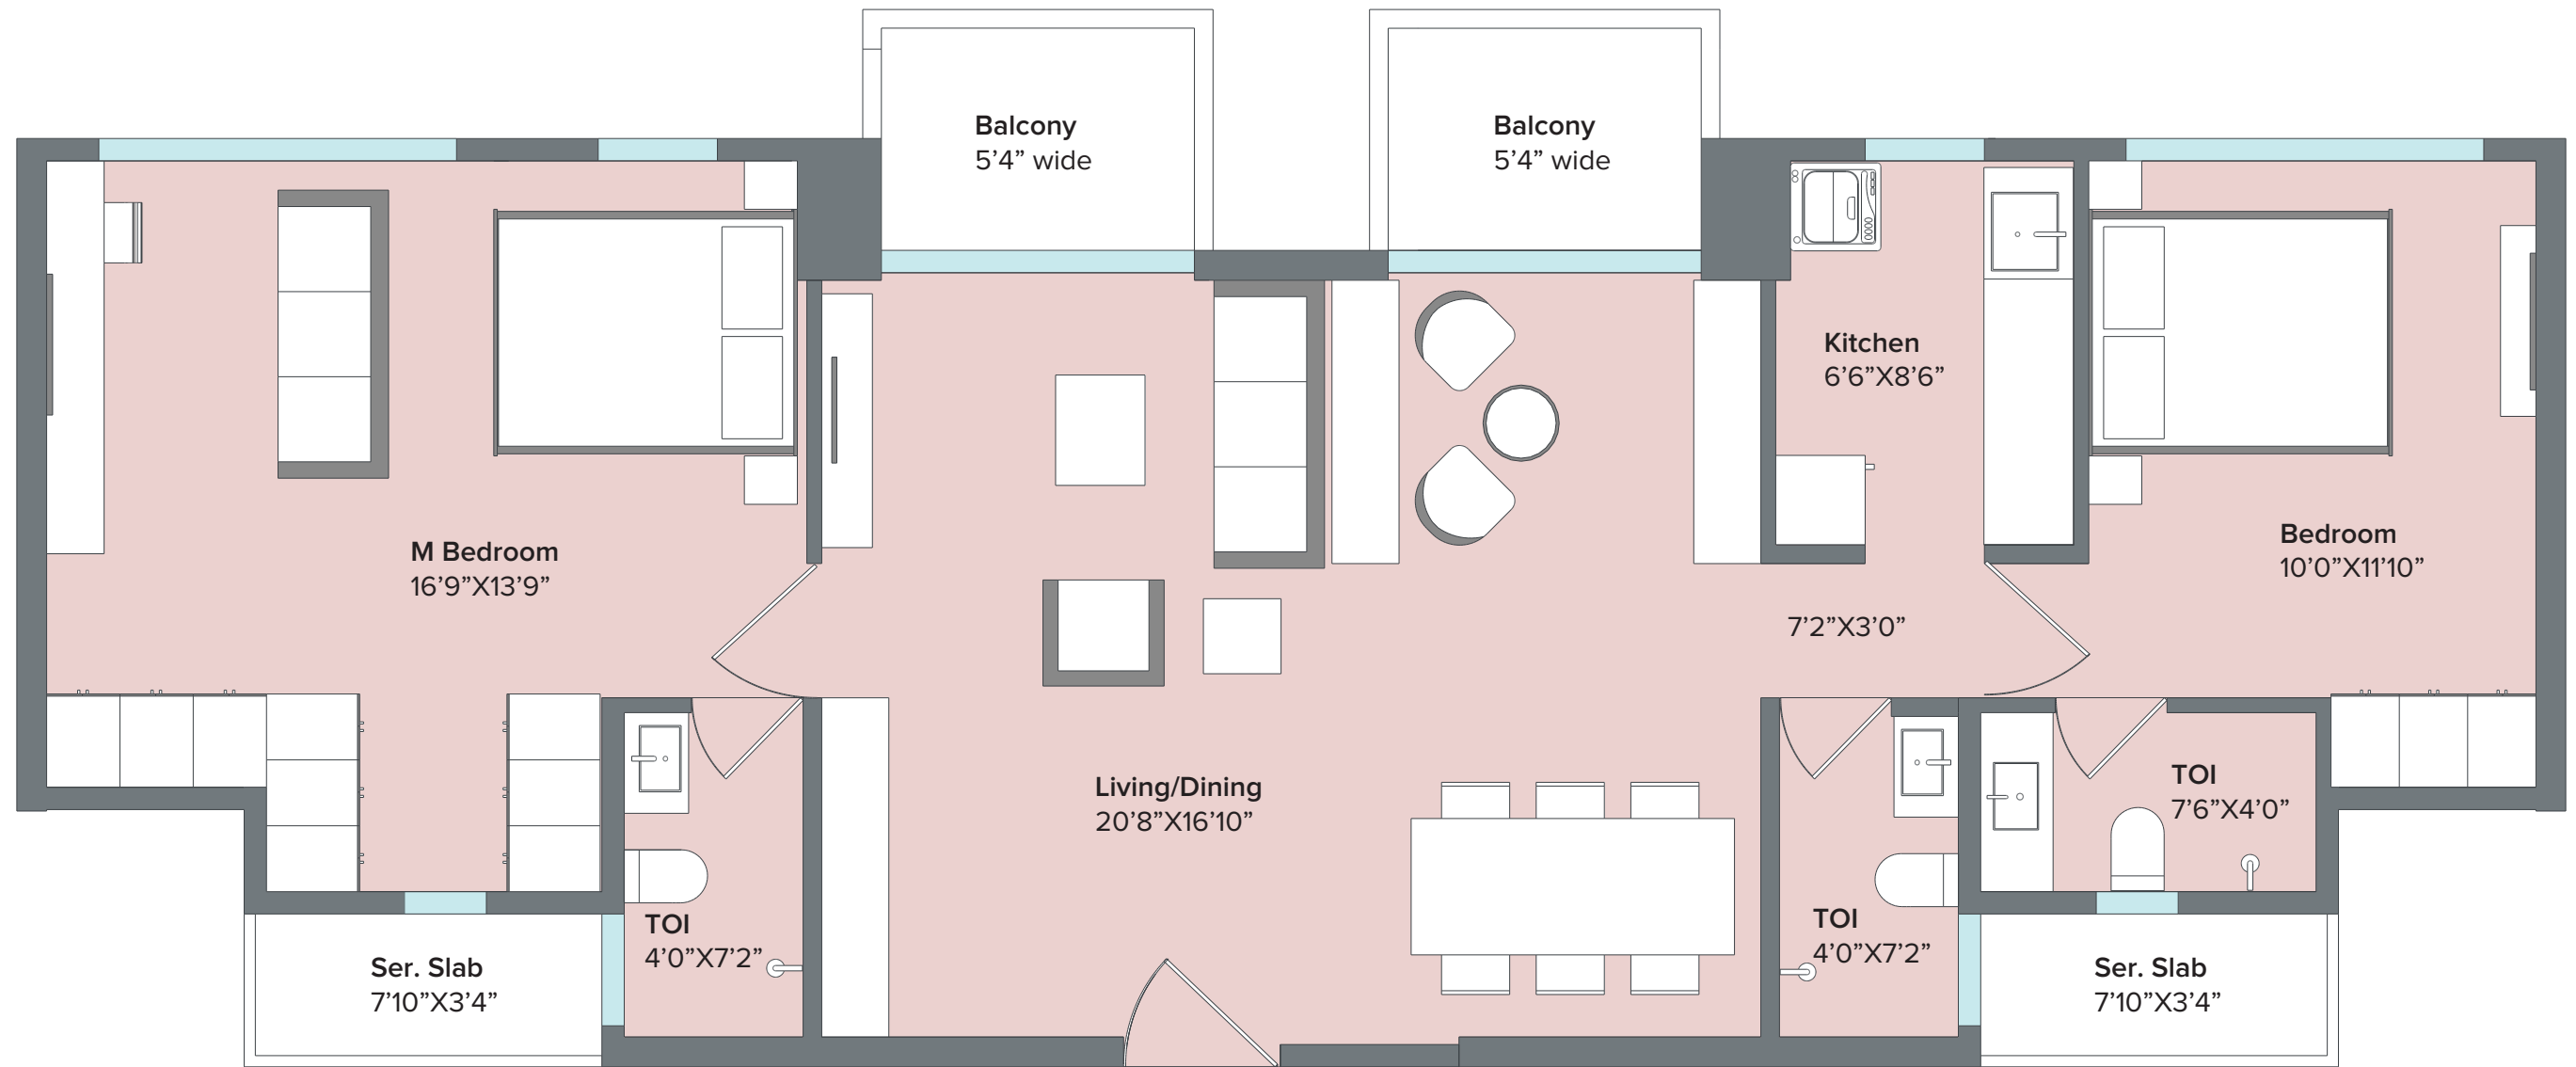 Balcony
5’4” wide
Balcony
5’4” wide
Kitchen
6’6”X8’6”
M Bedroom
16’9”X13’9”
Bedroom
10’0”X11’10”
7’2”X3’0”
Living/Dining
20’8”X16’10”
TOI
7’6”X4’0”
TOI
4’0”X7’2”
TOI
4’0”X7’2”
Ser. Slab
7’10”X3’4”
Ser. Slab
7’10”X3’4”